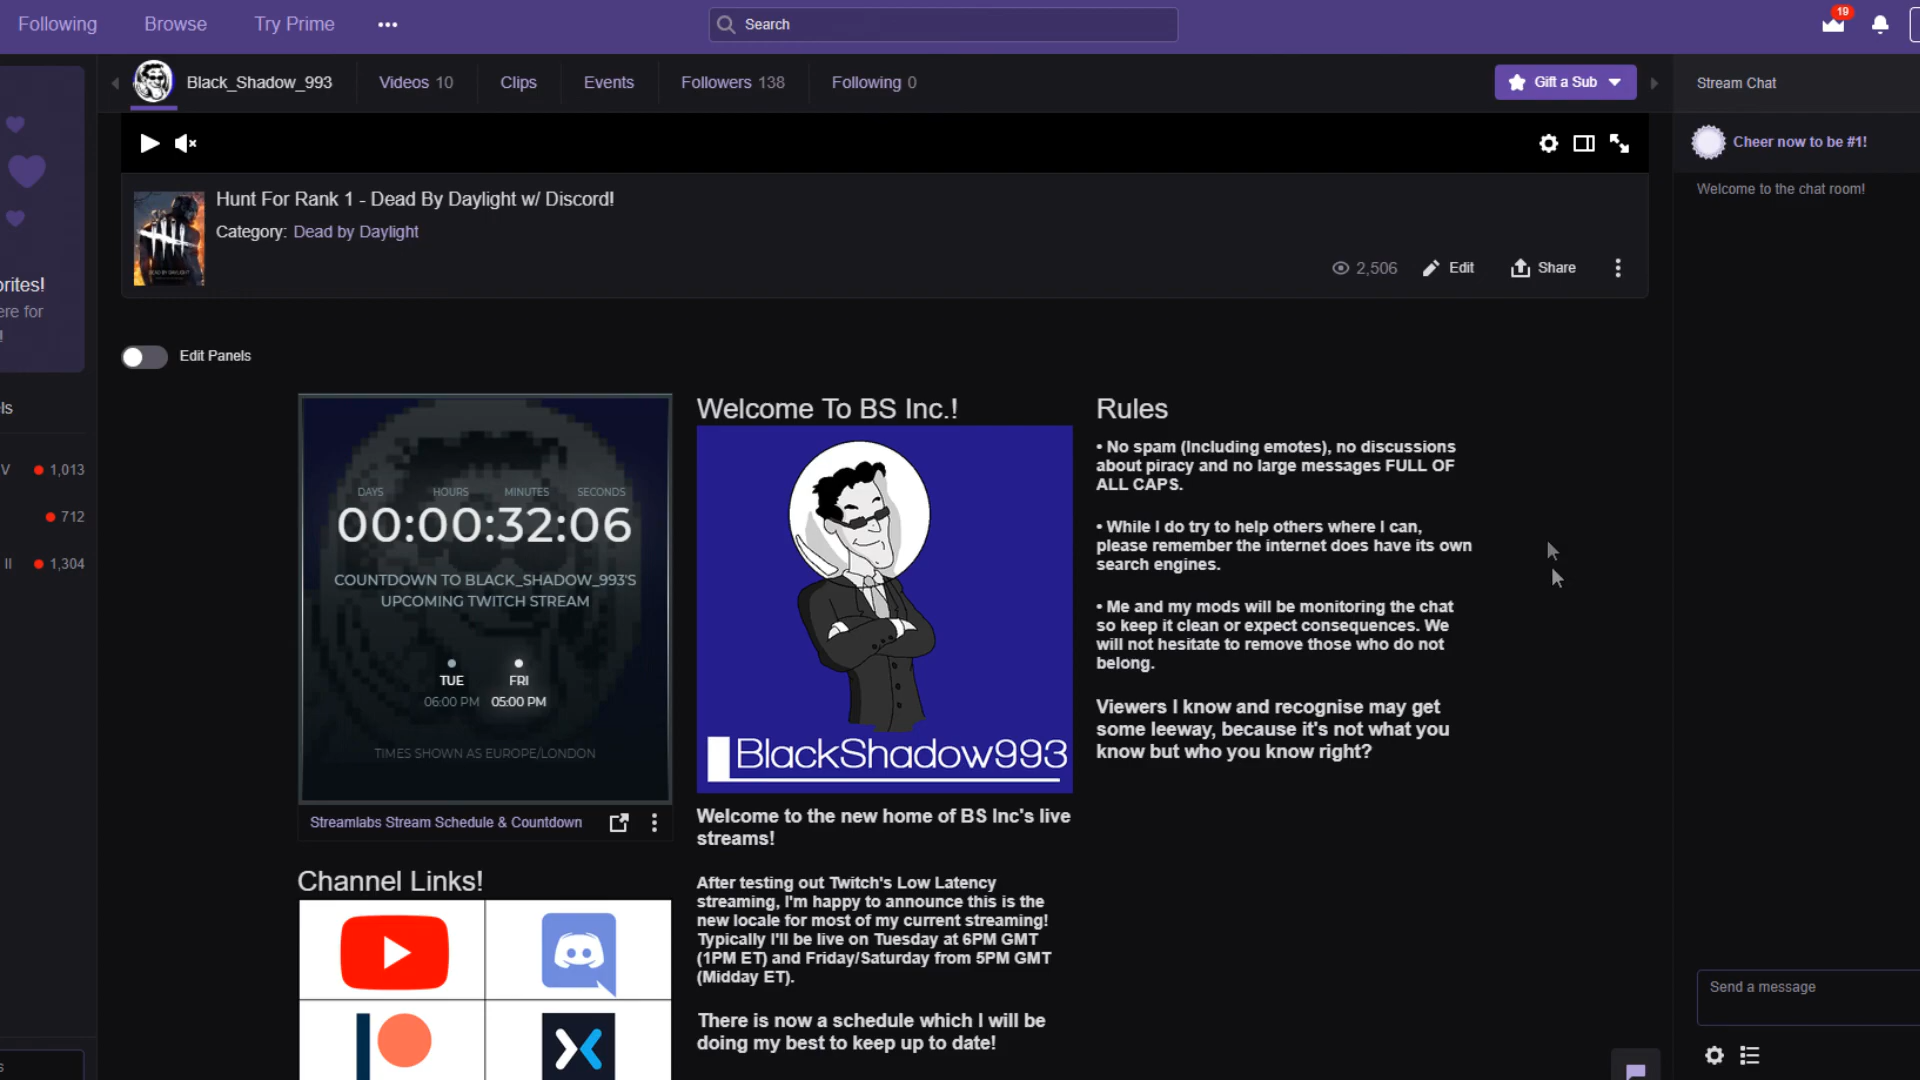 Following
Browse
Try Prime
Search
19
Black_Shadow_993
Videos 10
Clips
Events
Followers 138
Following 0
Gift a Sub
Stream Chat
Cheer now to be #1!
Welcome to the chat room!
Hunt For Rank 1 - Dead By Daylight w/ Discord!
Category: Dead by Daylight
DEAD BY DAYLIGHT
2,506
Edit
Share
orites!
ere for
!
Edit Panels
ls
V 1,013
712
II 1,304
DAYS HOURS MINUTES SECONDS
00:00:32:06
COUNTDOWN TO BLACK_SHADOW_993'S
UPCOMING TWITCH STREAM
TUE FRI
06:00 PM 05:00 PM
TIMES SHOWN AS EUROPE/LONDON
Streamlabs Stream Schedule & Countdown
Channel Links!
Welcome To BS Inc.!
BlackShadow993
Welcome to the new home of BS Inc's live
streams!
After testing out Twitch's Low Latency
streaming, I'm happy to announce this is the
new locale for most of my current streaming!
Typically I'll be live on Tuesday at 6PM GMT
(1PM ET) and Friday/Saturday from 5PM GMT
(Midday ET).
There is now a schedule which I will be
doing my best to keep up to date!
Rules
• No spam (Including emotes), no discussions
about piracy and no large messages FULL OF
ALL CAPS.
• While I do try to help others where I can,
please remember the internet does have its own
search engines.
• Me and my mods will be monitoring the chat
so keep it clean or expect consequences. We
will not hesitate to remove those who do not
belong.
Viewers I know and recognise may get
some leeway, because it's not what you
know but who you know right?
Send a message
s